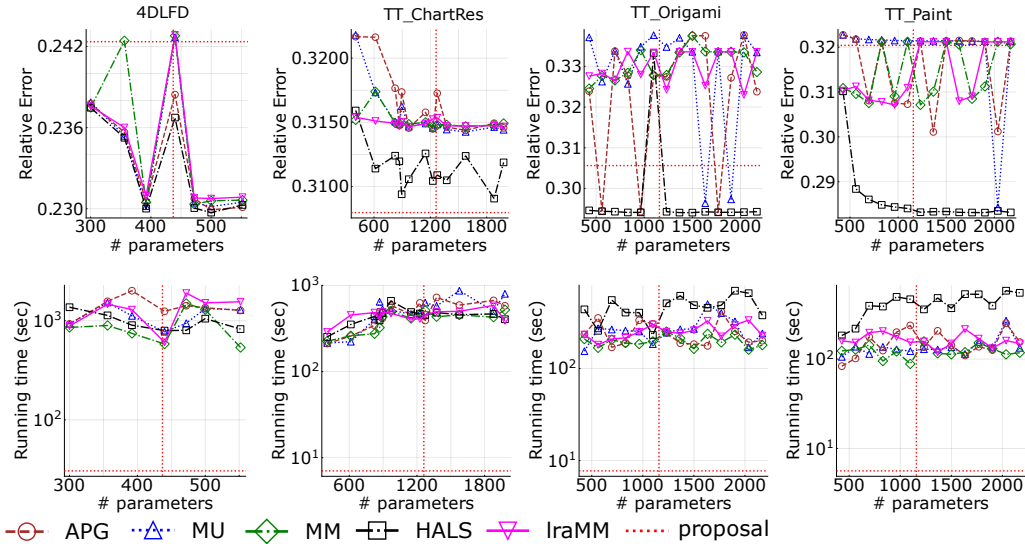 4DLFD
TT_ChartRes
TT_Origami
TT_Paint
Relative Error
0.242
0.236
0.230
300
400
500
# parameters
Relative Error
0.3200
0.3150
0.3100
600
1200
1800
# parameters
Relative Error
0.33
0.32
0.30
500
1000
1500
2000
# parameters
Relative Error
0.32
0.31
0.30
0.29
500
1000
1500
2000
# parameters
Running time (sec)
10³
10²
300
400
500
# parameters
Running time (sec)
10³
10²
10¹
600
1200
1800
# parameters
Running time (sec)
10²
10¹
500
1000
1500
2000
# parameters
Running time (sec)
10²
10¹
500
1000
1500
2000
# parameters
APG MU MM HALS IraMM proposal